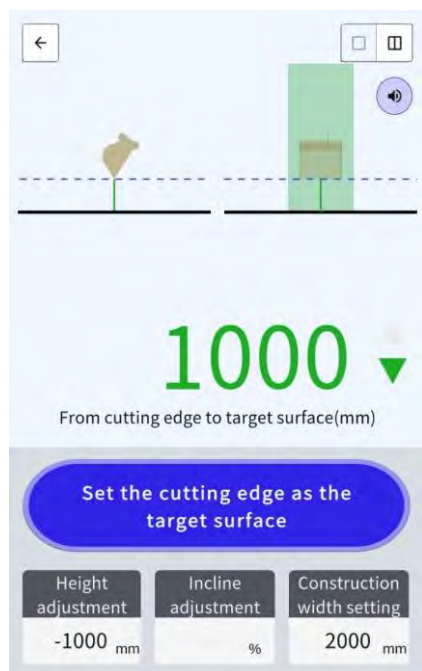 1000
From cutting edge to target surface(mm)
Set the cutting edge as the
target surface
Height
adjustment
-1000 mm
Incline
adjustment
%
Construction
width setting
2000 mm